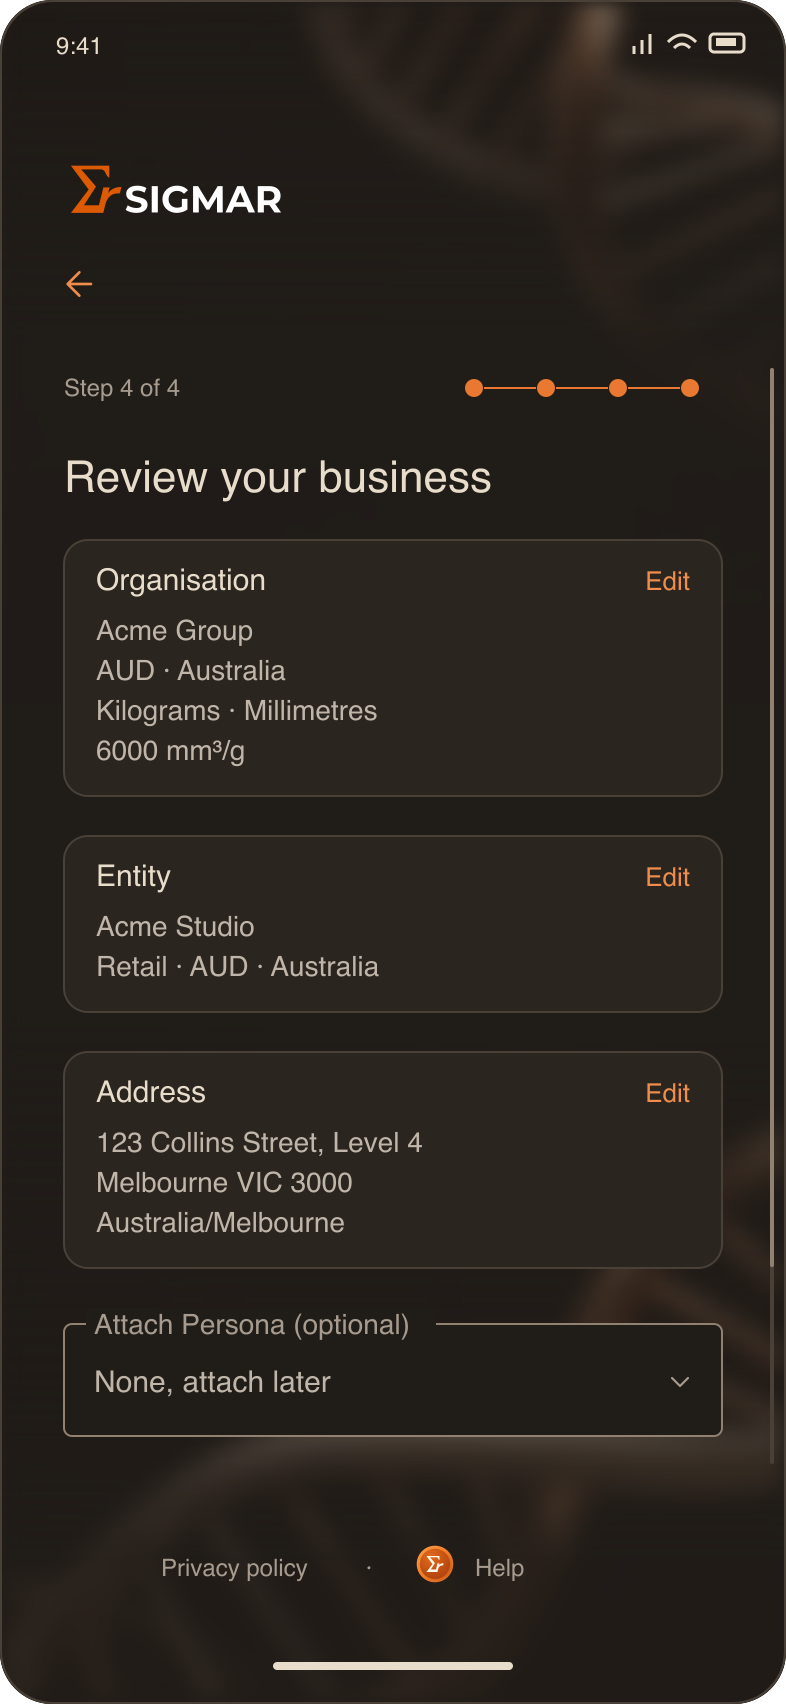 9:41
Σr SIGMAR
Step 4 of 4
Review your business
Organisation
Edit
Acme Group
AUD · Australia
Kilograms · Millimetres
6000 mm³/g
Entity
Edit
Acme Studio
Retail · AUD · Australia
Address
Edit
123 Collins Street, Level 4
Melbourne VIC 3000
Australia/Melbourne
Attach Persona (optional)
None, attach later
Privacy policy · Σr Help